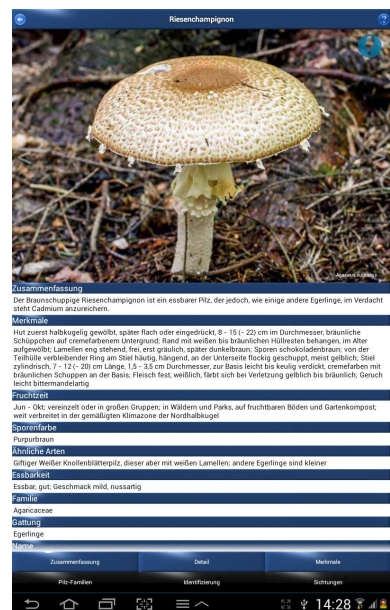 Riesenchampignon
Agaricus augustus
Zusammenfassung
Der Braunschuppige Riesenchampignon ist ein essbarer Pilz, der jedoch, wie einige andere Egerlinge, im Verdacht
steht Cadmium anzureichern.
Merkmale
Hut zuerst halbkugelig gewölbt, später flach oder eingedrückt, 8 - 15 (- 22) cm im Durchmesser, bräunliche
Schüppchen auf cremefarbenem Untergrund; Rand mit weißen bis bräunlichen Hüllresten behangen, im Alter
aufgewölbt; Lamellen eng stehend, frei, erst gräulich, später dunkelbraun; Sporen schokoladenbraun; von der
Teilhülle verbleibender Ring am Stiel häutig, hängend, an der Unterseite flockig geschuppt, meist gelblich; Stiel
zylindrisch, 7 - 12 (- 20) cm Länge, 1,5 - 3,5 cm Durchmesser, zur Basis leicht bis keulig verdickt, cremefarben mit
bräunlichen Schuppen an der Basis; Fleisch fest, weißlich, färbt sich bei Verletzung gelblich bis bräunlich; Geruch
leicht bittermandelartig
Fruchtzeit
Jun - Okt; vereinzelt oder in großen Gruppen; in Wäldern und Parks, auf fruchtbaren Böden und Gartenkompost;
weit verbreitet in der gemäßigten Klimazone der Nordhalbkugel
Sporenfarbe
Purpurbraun
Ähnliche Arten
Giftiger Weißer Knollenblätterpilz, dieser aber mit weißen Lamellen; andere Egerlinge sind kleiner
Essbarkeit
Essbar, gut; Geschmack mild, nussartig
Familie
Agaricaceae
Gattung
Egerlinge
Name
Zusammenfassung Detail Merkmale
Pilz-Familien Identifizierung Sichtungen
14:28